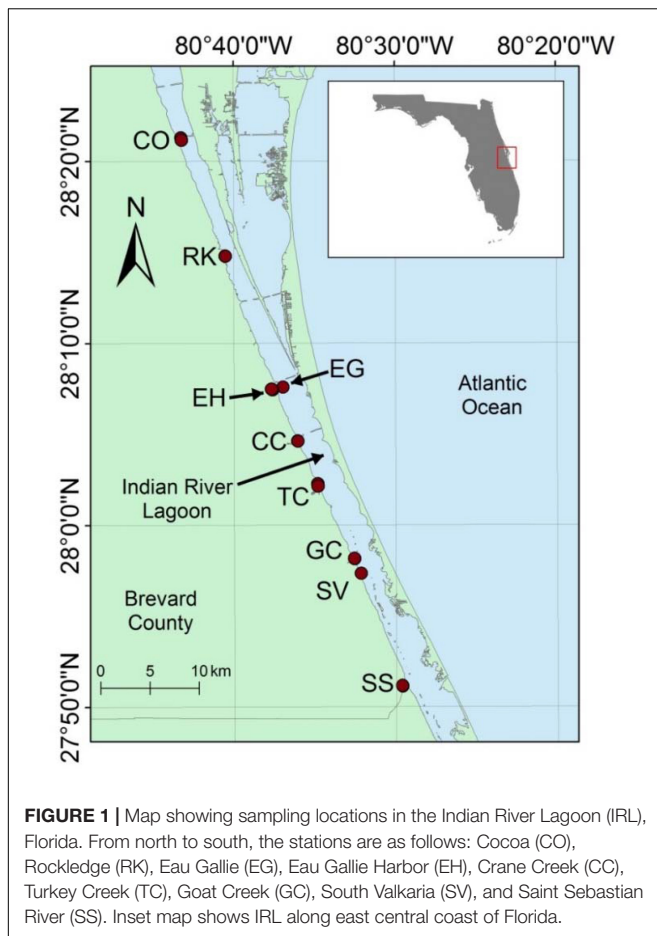 80°40'0"W 80°30'0"W 80°20'0"W
28°20'0"N
28°10'0"N
28°0'0"N
27°50'0"N
CO
N
RK
EG
EH
Atlantic
Ocean
CC
Indian River
Lagoon
TC
GC
SV
Brevard
County
0 5 10 km
SS
FIGURE 1 | Map showing sampling locations in the Indian River Lagoon (IRL),
Florida. From north to south, the stations are as follows: Cocoa (CO),
Rockledge (RK), Eau Gallie (EG), Eau Gallie Harbor (EH), Crane Creek (CC),
Turkey Creek (TC), Goat Creek (GC), South Valkaria (SV), and Saint Sebastian
River (SS). Inset map shows IRL along east central coast of Florida.